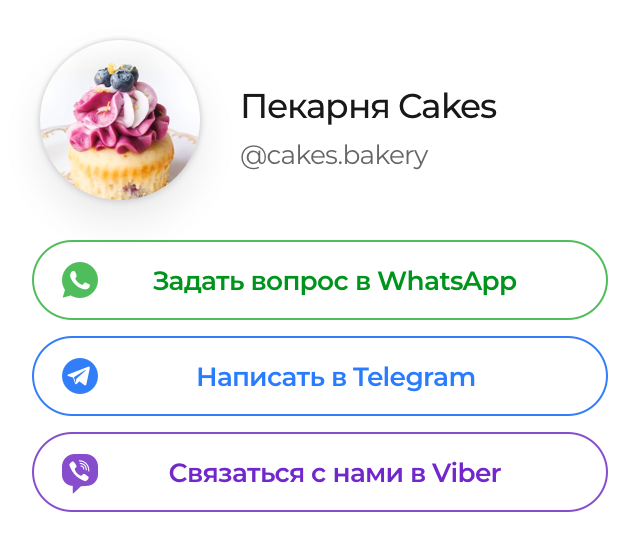 Пекарня Cakes
@cakes.bakery
Задать вопрос в WhatsApp
Написать в Telegram
Связаться с нами в Viber